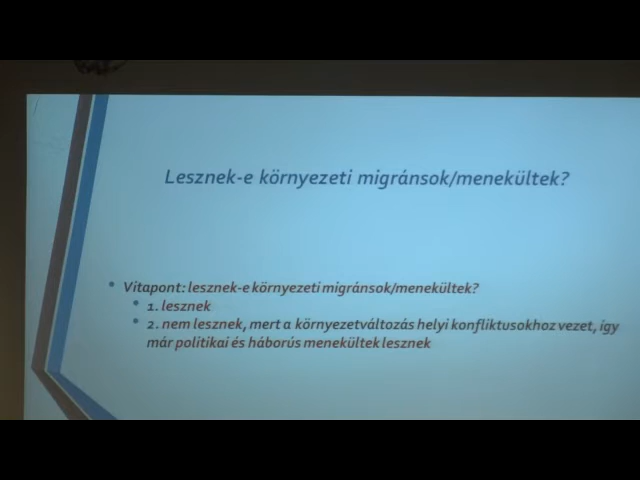 Lesznek-e környezeti migránsok/menekültek?
Vitapont: lesznek-e környezeti migránsok/menekültek?
1. lesznek
2. nem lesznek, mert a környezetváltozás helyi konfliktusokhoz vezet, így
már politikai és háborús menekültek lesznek